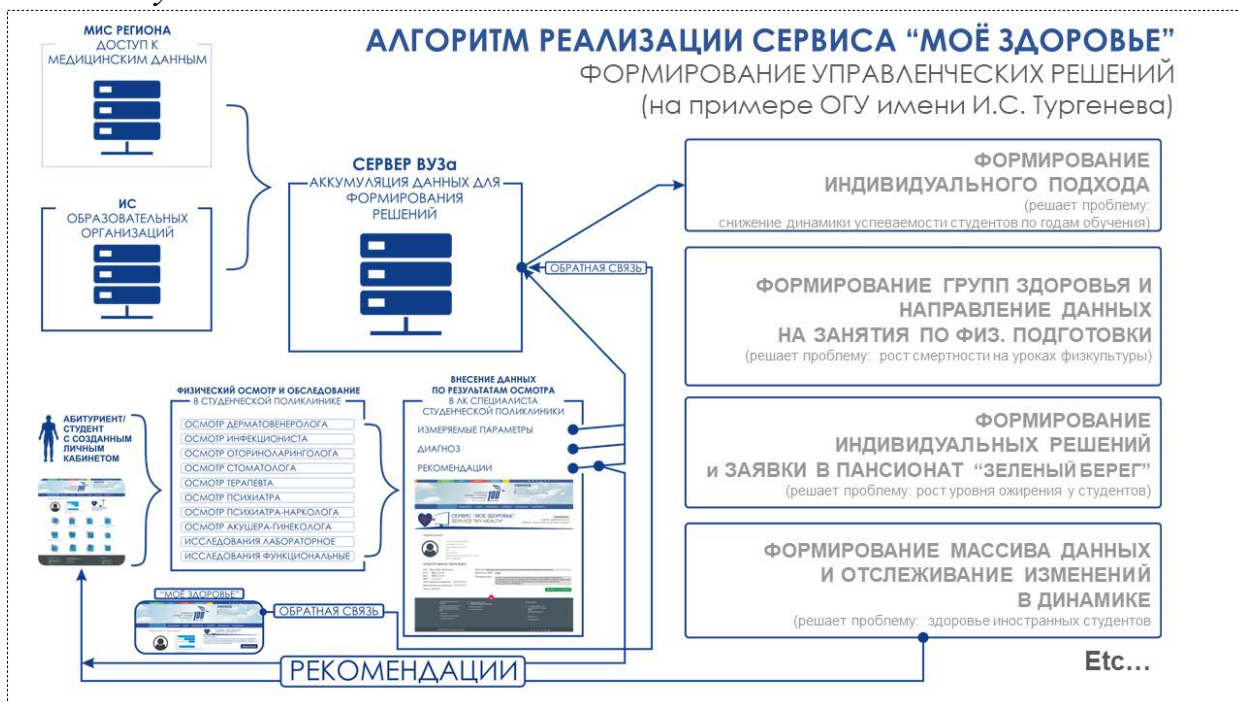 МИС РЕГИОНА
ДОСТУП К
МЕДИЦИНСКИМ ДАННЫМ
АЛГОРИТМ РЕАЛИЗАЦИИ СЕРВИСА “МОЁ ЗДОРОВЬЕ”
ФОРМИРОВАНИЕ УПРАВЛЕНЧЕСКИХ РЕШЕНИЙ
(на примере ОГУ имени И.С. Тургенева)
ИС
ОБРАЗОВАТЕЛЬНЫХ
ОРГАНИЗАЦИЙ
СЕРВЕР ВУЗа
АККУМУЛЯЦИЯ ДАННЫХ ДЛЯ
ФОРМИРОВАНИЯ
РЕШЕНИЙ
ОБРАТНАЯ СВЯЗЬ
ФОРМИРОВАНИЕ
ИНДИВИДУАЛЬНОГО ПОДХОДА
(решает проблему:
снижение динамики успеваемости студентов по годам обучения)
ФОРМИРОВАНИЕ ГРУПП ЗДОРОВЬЯ И
НАПРАВЛЕНИЕ ДАННЫХ
НА ЗАНЯТИЯ ПО ФИЗ. ПОДГОТОВКИ
(решает проблему: рост смертности на уроках физкультуры)
ФОРМИРОВАНИЕ
ИНДИВИДУАЛЬНЫХ РЕШЕНИЙ
и ЗАЯВКИ В ПАНСИОНАТ “ЗЕЛЕНЫЙ БЕРЕГ”
(решает проблему: рост уровня ожирения у студентов)
ФОРМИРОВАНИЕ МАССИВА ДАННЫХ
И ОТСЛЕЖИВАНИЕ ИЗМЕНЕНИЙ
В ДИНАМИКЕ
(решает проблему: здоровье иностранных студентов
Etc...
АБИТУРИЕНТ/
СТУДЕНТ
С СОЗДАННЫМ
ЛИЧНЫМ
КАБИНЕТОМ
ФИЗИЧЕСКИЙ ОСМОТР И ОБСЛЕДОВАНИЕ
В СТУДЕНЧЕСКОЙ ПОЛИКЛИНИКЕ
ОСМОТР ДЕРМАТОВЕНЕРОЛОГА
ОСМОТР ИНФЕКЦИОНИСТА
ОСМОТР ОТОРИНОЛАРИНГОЛОГА
ОСМОТР СТОМАТОЛОГА
ОСМОТР ТЕРАПЕВТА
ОСМОТР ПСИХИАТРА
ОСМОТР ПСИХИАТРА-НАРКОЛОГА
ОСМОТР АКУШЕРА-ГИНЕКОЛОГА
ИССЛЕДОВАНИЯ ЛАБОРАТОРНОЕ
ИССЛЕДОВАНИЯ ФУНКЦИОНАЛЬНЫЕ
ВНЕСЕНИЕ ДАННЫХ
ПО РЕЗУЛЬТАТАМ ОСМОТРА
В ЛК СПЕЦИАЛИСТА
СТУДЕНЧЕСКОЙ ПОЛИКЛИНИКИ
ИЗМЕРЯЕМЫЕ ПАРАМЕТРЫ
ДИАГНОЗ
РЕКОМЕНДАЦИИ
100
СЕРВИС "МОЁ ЗДОРОВЬЕ"
SERVICE "MY HEALTH"
“МОЁ ЗДОРОВЬЕ”
100
ОБРАТНАЯ СВЯЗЬ
РЕКОМЕНДАЦИИ